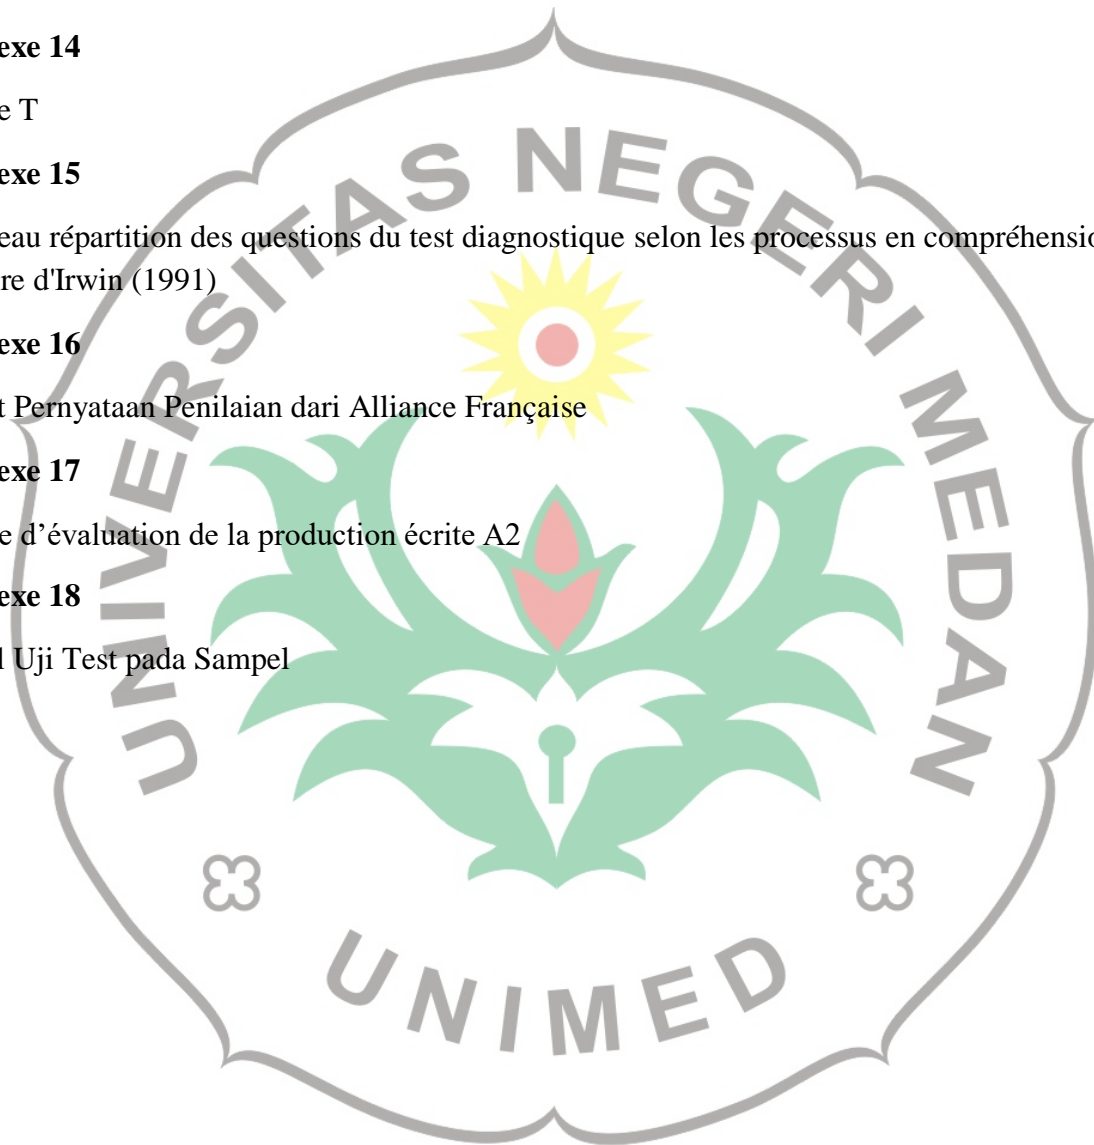 exe 14
e T
exe 15
eau répartition des questions du test diagnostique selon les processus en compréhensio
re d'Irwin (1991)
exe 16
t Pernyataan Penilaian dari Alliance Française
exe 17
e d’évaluation de la production écrite A2
exe 18
l Uji Test pada Sampel
UNIVERSITAS NEGERI MEDAN
UNIMED